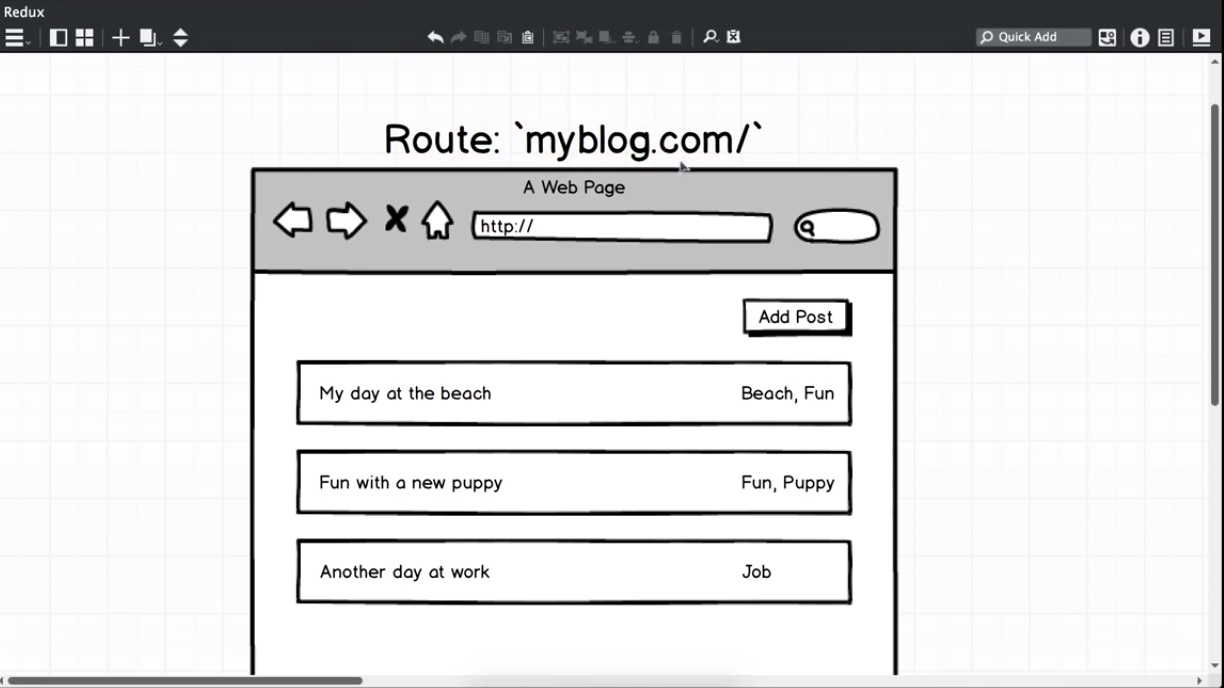 Redux
Quick Add
Route: `myblog.com/`
A Web Page
http://
Add Post
My day at the beach Beach, Fun
Fun with a new puppy Fun, Puppy
Another day at work Job